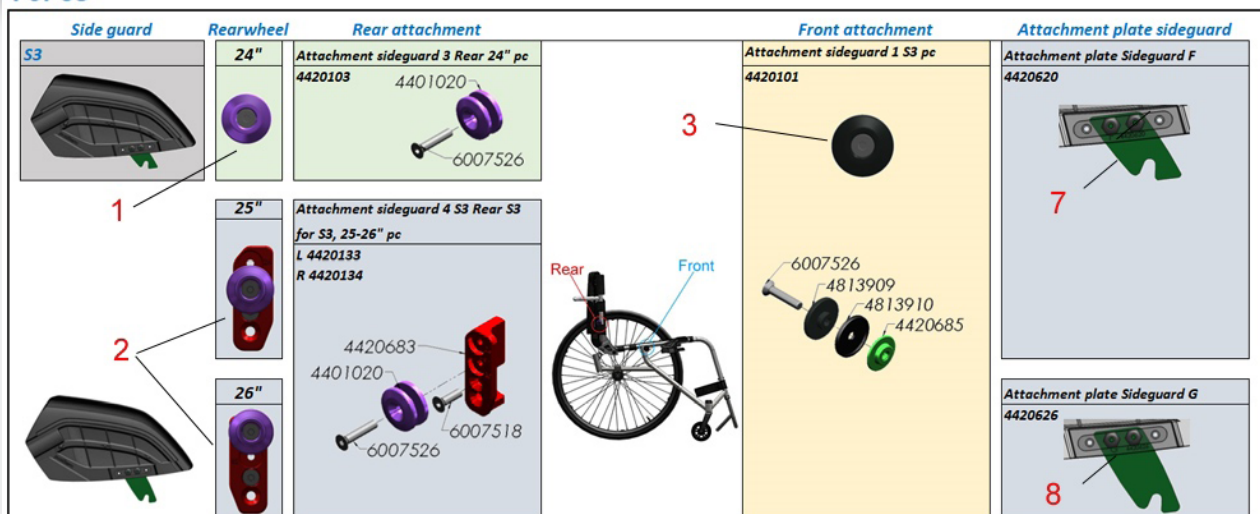 Side guard
Rearwheel
Rear attachment
Front attachment
Attachment plate sideguard
S3
24"
Attachment sideguard 3 Rear 24" pc
4420103
4401020
6007526
Attachment sideguard 1 S3 pc
4420101
3
Attachment plate Sideguard F
4420620
7
1
25"
Attachment sideguard 4 S3 Rear S3
for S3, 25-26" pc
L 4420133
R 4420134
Rear
Front
6007526
4813909
4813910
4420685
2
4420683
4401020
6007518
6007526
26"
Attachment plate Sideguard G
4420626
8